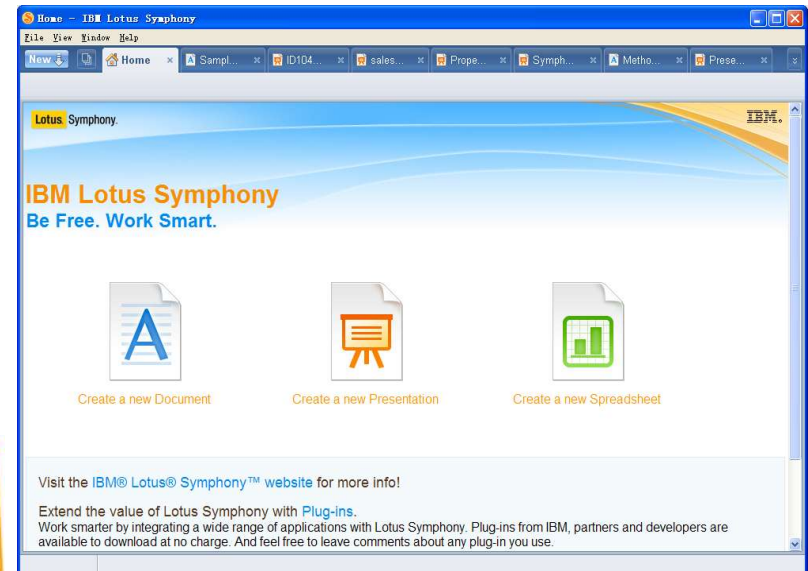 Home - IBM Lotus Symphony
File View Window Help
New Home Sampl... ID104... sales... Prope... Symph... Metho... Prese...
Lotus. Symphony.
IBM.
IBM Lotus Symphony
Be Free. Work Smart.
A
Create a new Document Create a new Presentation Create a new Spreadsheet
Visit the IBM® Lotus® Symphony™ website for more info!
Extend the value of Lotus Symphony with Plug-ins.
Work smarter by integrating a wide range of applications with Lotus Symphony. Plug-ins from IBM, partners and developers are
available to download at no charge. And feel free to leave comments about any plug-in you use.